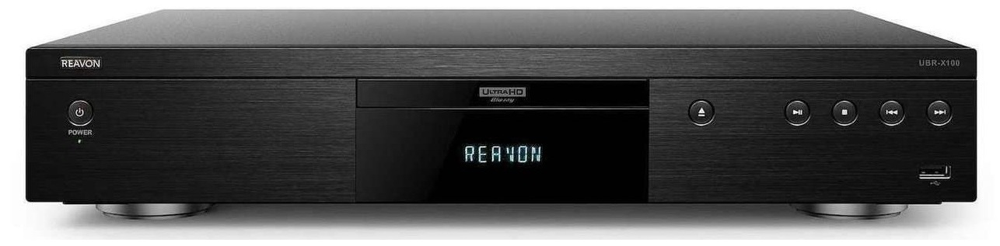 REAVON
UBR-X100
ULTRA HD
Blu-ray
POWER
REAVON